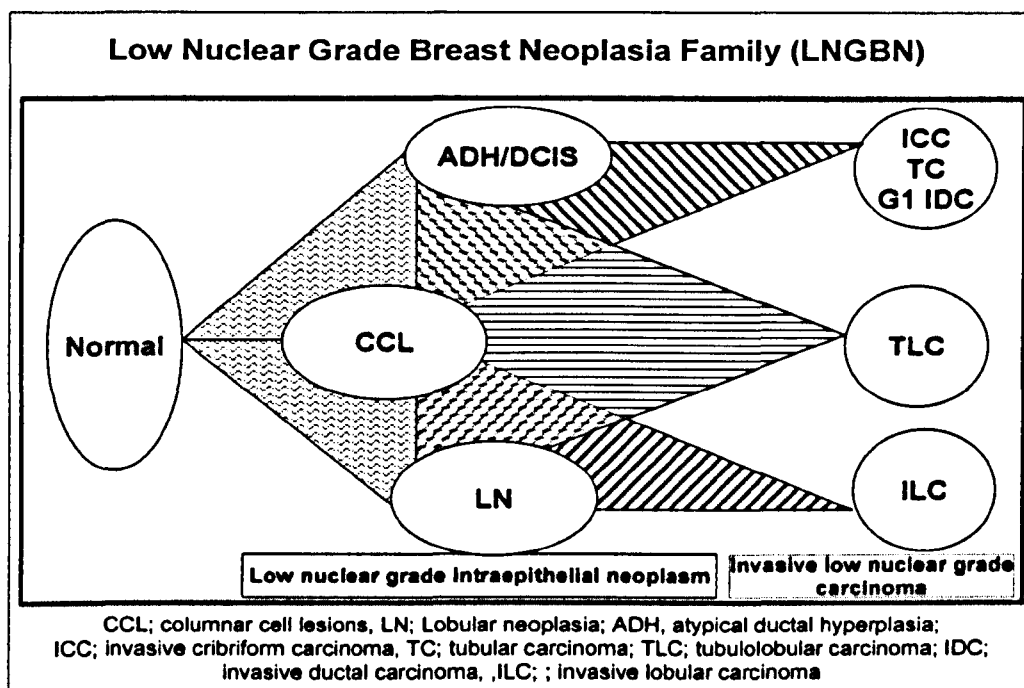 Low Nuclear Grade Breast Neoplasia Family (LNGBN)
ADH/DCIS
ICC
TC
G1 IDC
Normal
CCL
TLC
LN
ILC
Low nuclear grade intraepithelial neoplasm
Invasive low nuclear grade
carcinoma
CCL; columnar cell lesions, LN; Lobular neoplasia; ADH, atypical ductal hyperplasia;
ICC; invasive cribriform carcinoma, TC; tubular carcinoma; TLC; tubulolobular carcinoma; IDC;
invasive ductal carcinoma, ,ILC; ; invasive lobular carcinoma